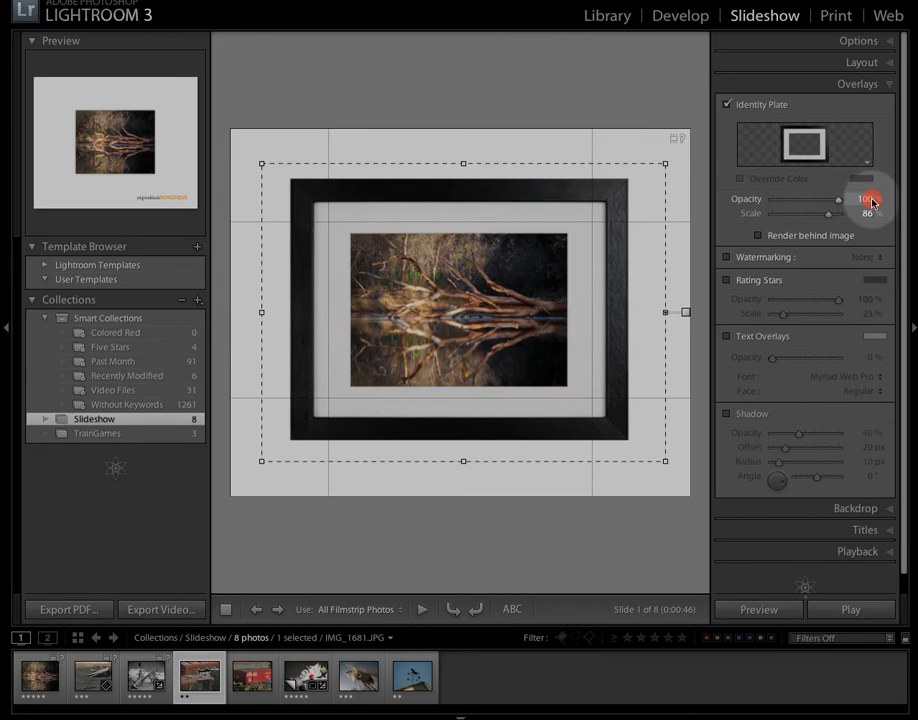 ADOBE PHOTOSHOP
Lr LIGHTROOM 3
Library | Develop | Slideshow | Print | Web
Preview
expositionNORDIQUE
Template Browser
Lightroom Templates
User Templates
Collections
Smart Collections
Colored Red 0
Five Stars 4
Past Month 91
Recently Modified 6
Video Files 31
Without Keywords 1261
Slideshow 8
TrainGames 3
Export PDF...
Export Video...
Use: All Filmstrip Photos
ABC
Slide 1 of 8 (0:00:46)
Options
Layout
Overlays
Identity Plate
Override Color
Opacity 100
Scale 86 %
Render behind image
Watermarking : None
Rating Stars
Opacity 100 %
Scale 25 %
Text Overlays
Opacity 0 %
Font : Myriad Web Pro
Face : Regular
Shadow
Opacity 40 %
Offset 20 px
Radius 10 px
Angle 0 °
Backdrop
Titles
Playback
Preview
Play
1 2 Collections / Slideshow / 8 photos / 1 selected / IMG_1681.JPG
Filter :
Filters Off